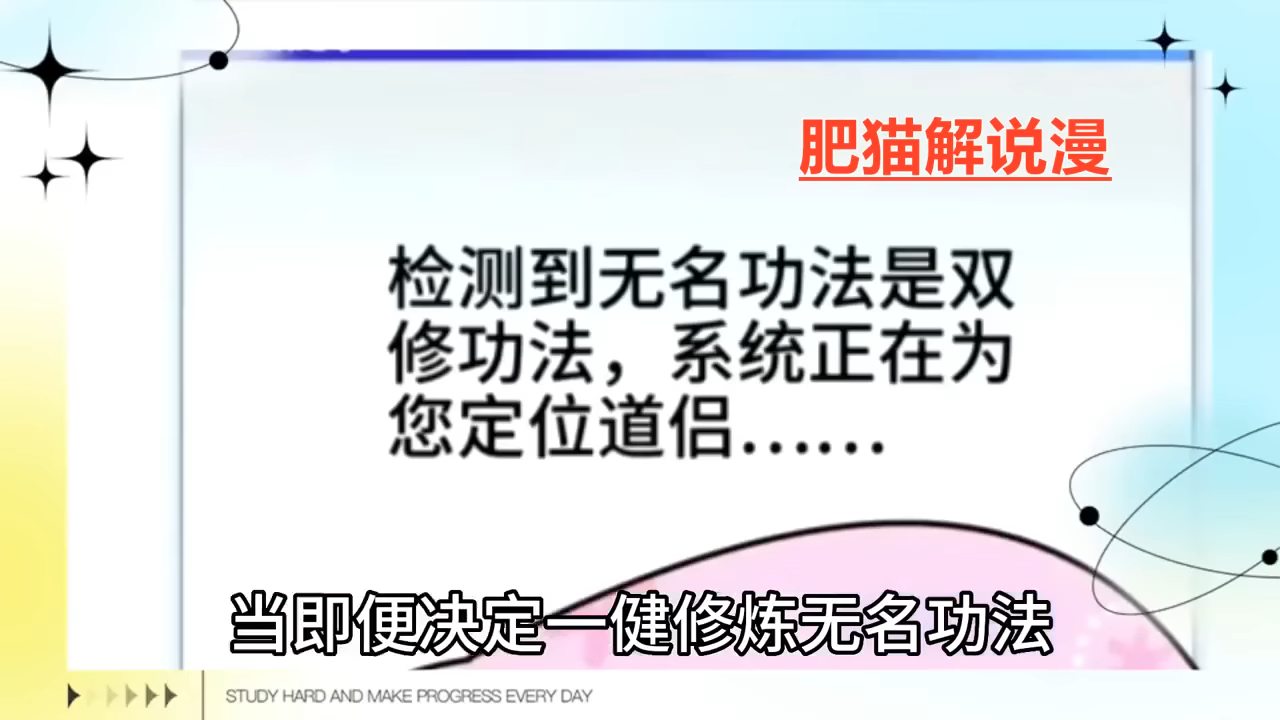 肥猫解说漫
检测到无名功法是双
修功法，系统正在为
您定位道侣……
当即便决定一健修炼无名功法
STUDY HARD AND MAKE PROGRESS EVERY DAY